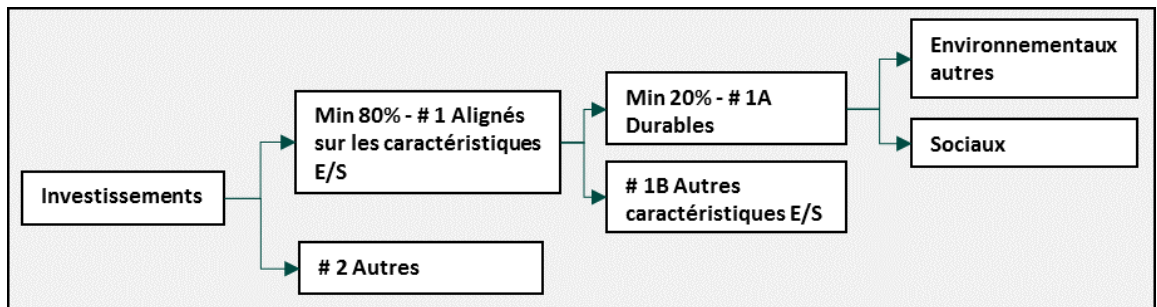 Investissements
Min 80% - # 1 Alignés
sur les caractéristiques
E/S
# 2 Autres
Min 20% - # 1A
Durables
# 1B Autres
caractéristiques E/S
Environnementaux
autres
Sociaux